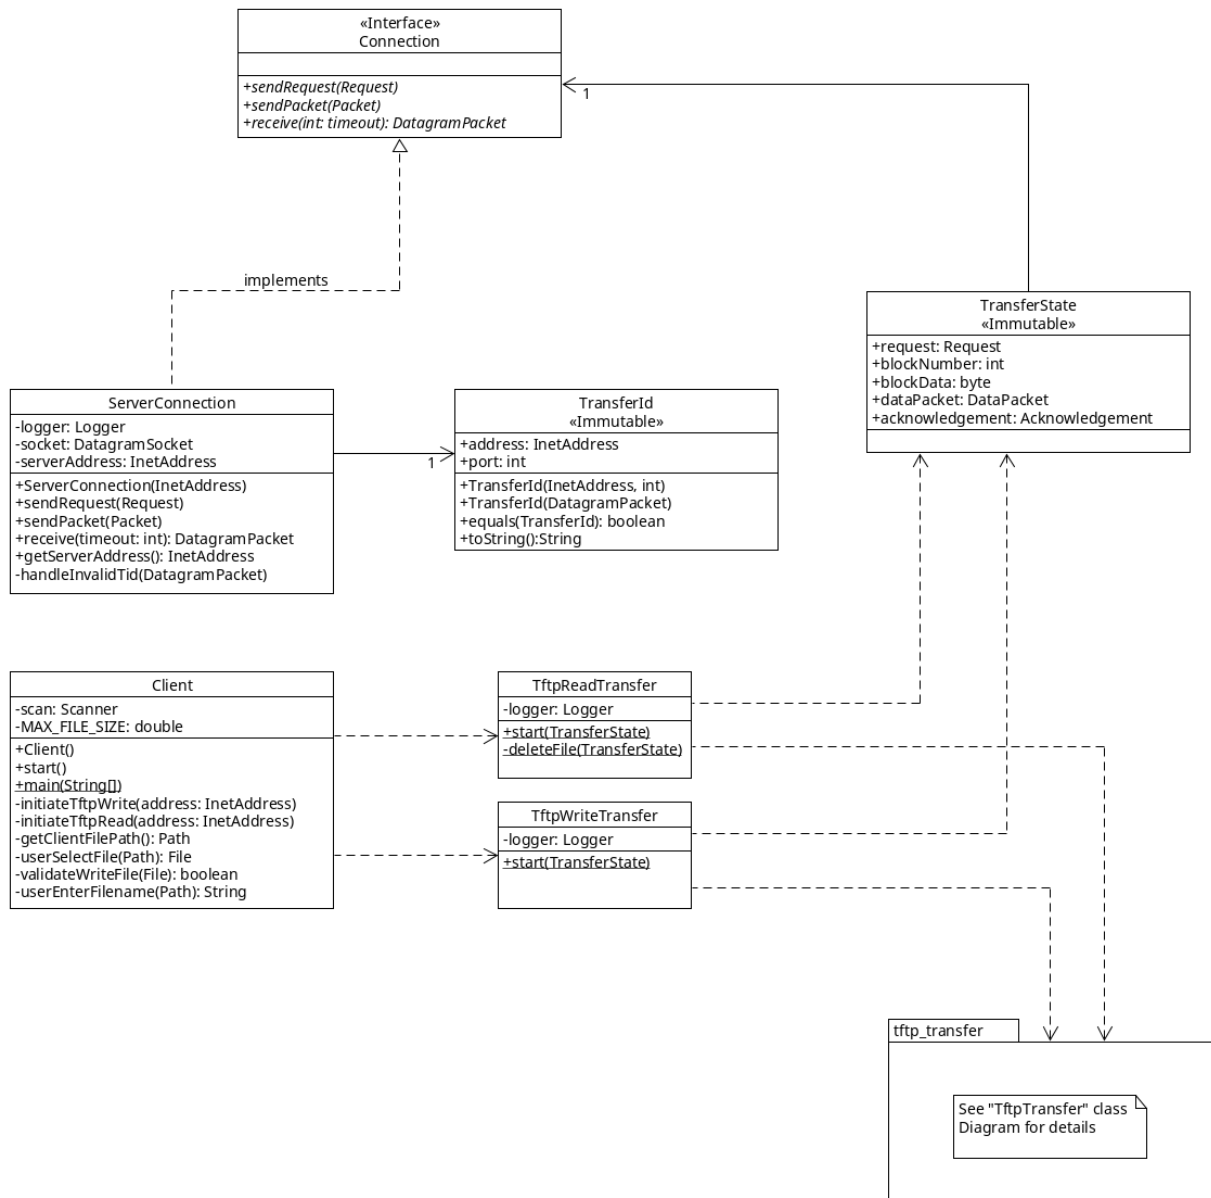 «Interface»
Connection
+sendRequest(Request)
+sendPacket(Packet)
+receive(int: timeout): DatagramPacket
1
implements
TransferState
«Immutable»
+request: Request
+blockNumber: int
+blockData: byte
+dataPacket: DataPacket
+acknowledgement: Acknowledgement
ServerConnection
-logger: Logger
-socket: DatagramSocket
-serverAddress: InetAddress
+ServerConnection(InetAddress)
+sendRequest(Request)
+sendPacket(Packet)
+receive(timeout: int): DatagramPacket
+getServerAddress(): InetAddress
-handleInvalidTid(DatagramPacket)
1
TransferId
«Immutable»
+address: InetAddress
+port: int
+TransferId(InetAddress, int)
+TransferId(DatagramPacket)
+equals(TransferId): boolean
+toString():String
Client
-scan: Scanner
-MAX_FILE_SIZE: double
+Client()
+start()
+main(String[])
-initiateTftpWrite(address: InetAddress)
-initiateTftpRead(address: InetAddress)
-getClientFilePath(): Path
-userSelectFile(Path): File
-validateWriteFile(File): boolean
-userEnterFilename(Path): String
TftpReadTransfer
-logger: Logger
+start(TransferState)
-deleteFile(TransferState)
TftpWriteTransfer
-logger: Logger
+start(TransferState)
tftp_transfer
See "TftpTransfer" class
Diagram for details